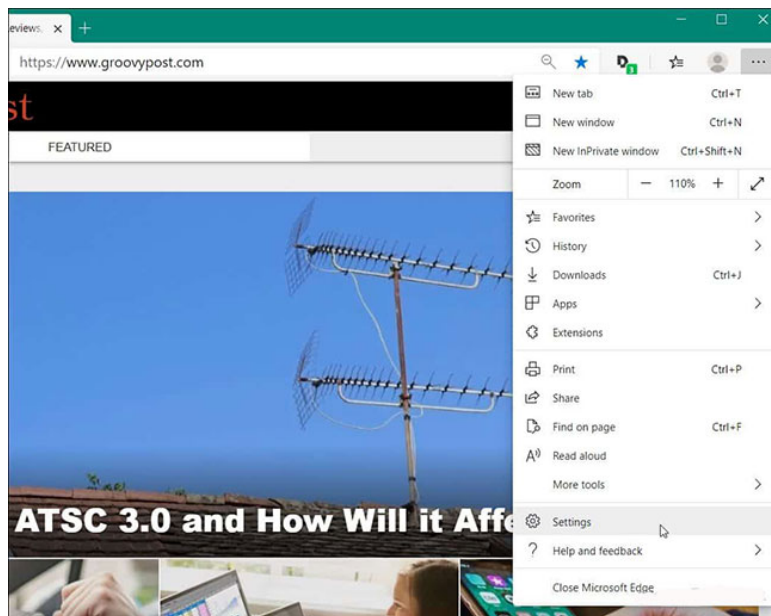 eviews.
https://www.groovypost.com
3
st
FEATURED
New tab Ctrl+T
New window Ctrl+N
New InPrivate window Ctrl+Shift+N
Zoom 110%
Favorites
History
Downloads Ctrl+J
Apps
Extensions
Print Ctrl+P
Share
Find on page Ctrl+F
Read aloud
More tools
Settings
Help and feedback
Close Microsoft Edge
ATSC 3.0 and How Will it Affe